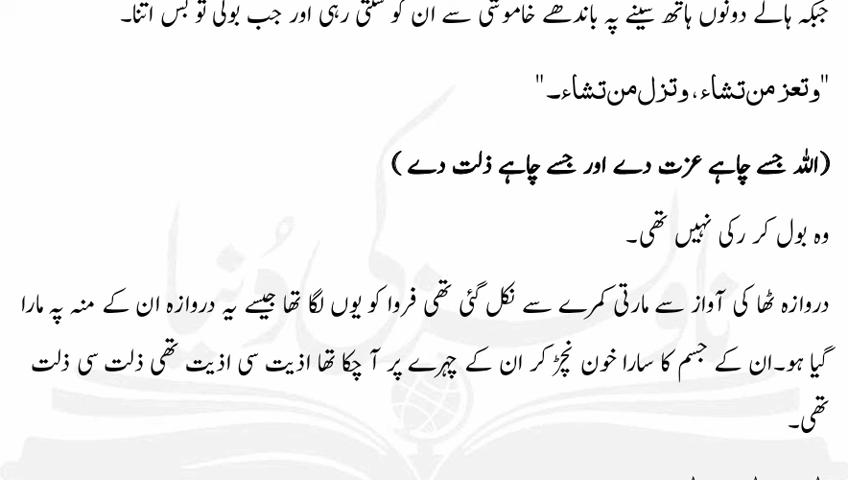 جبکہ ہالے دونوں ہاتھ سینے پہ باندھے خاموشی سے ان کو سنتی رہی اور جب بولی تو بس اتنا۔
"وتعز من تشاء، وتزل من تشاء۔"
(اللہ جسے چاہے عزت دے اور جسے چاہے ذلت دے )
وہ بول کر رکی نہیں تھی۔
دروازہ ٹھا کی آواز سے مارتی کمرے سے نکل گئی تھی فروا کو یوں لگا تھا جیسے یہ دروازہ ان کے منہ پہ مارا
گیا ہو۔ان کے جسم کا سارا خون نچڑ کر ان کے چہرے پر آ چکا تھا اذیت سی اذیت تھی ذلت سی ذلت
تھی۔
ناولز کی دُنیا